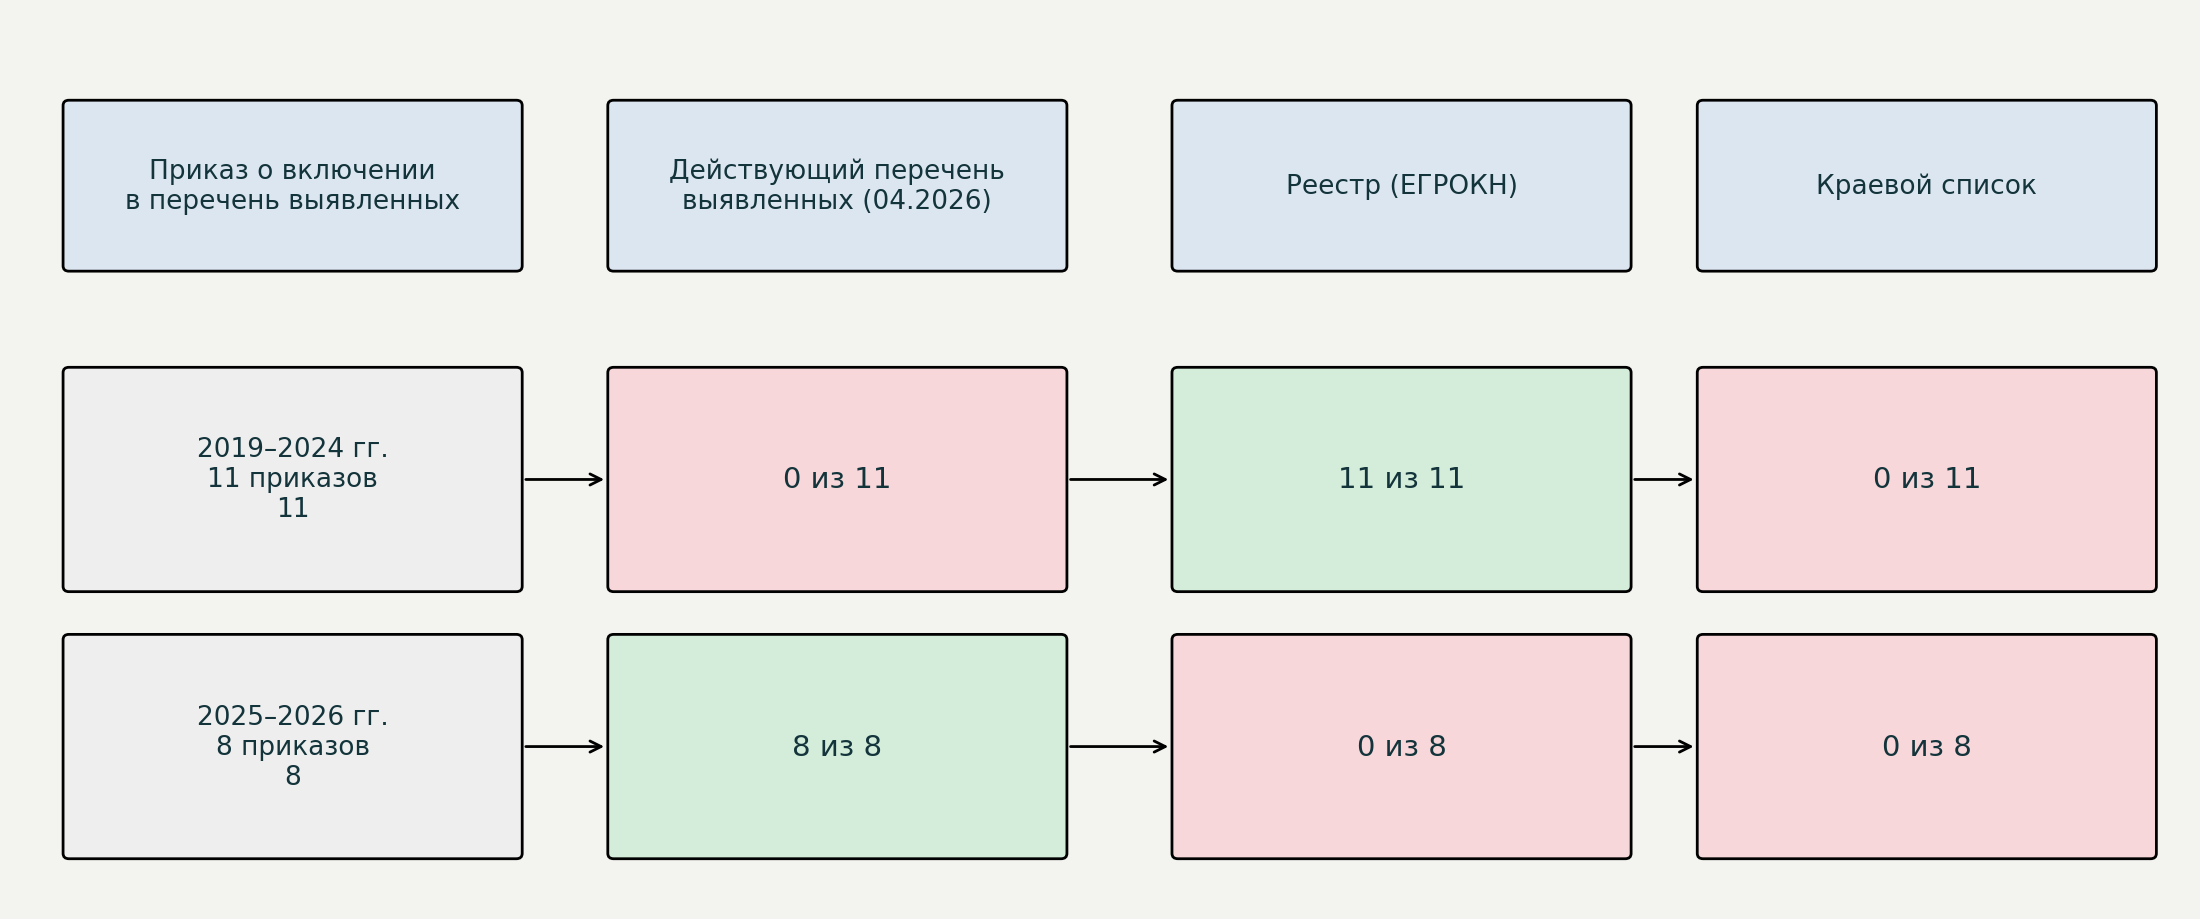 Приказ о включении
в перечень выявленных
Действующий перечень
выявленных (04.2026)
Реестр (ЕГРОКН)
Краевой список
2019–2024 гг.
11 приказов
11
0 из 11
11 из 11
0 из 11
2025–2026 гг.
8 приказов
8
8 из 8
0 из 8
0 из 8